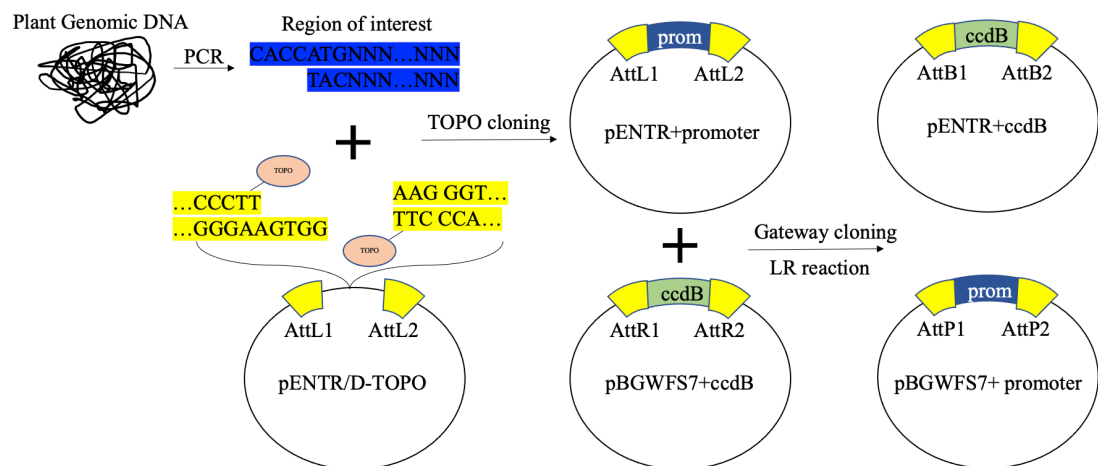 Plant Genomic DNA
PCR
Region of interest
CACCATGNNN...NNN
TACNNN...NNN
TOPO cloning
TOPO
...CCCTT
...GGGAAGTGG
TOPO
AAG GGT...
TTC CCA...
AttL1
AttL2
pENTR/D-TOPO
prom
AttL1
AttL2
pENTR+promoter
ccdB
AttR1
AttR2
pBGWFS7+ccdB
Gateway cloning
LR reaction
ccdB
AttB1
AttB2
pENTR+ccdB
prom
AttP1
AttP2
pBGWFS7+ promoter